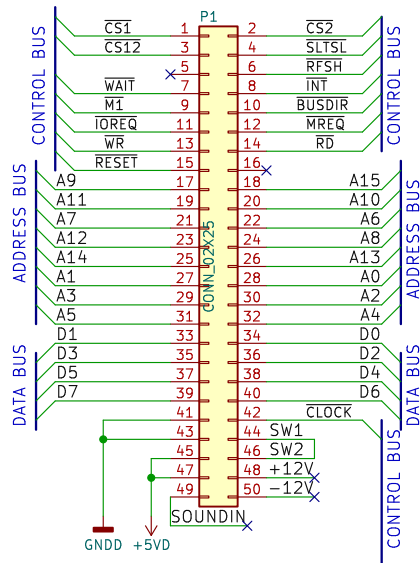 P1
CS1 1 2 CS2
CS12 3 4 SLTSL
5 6 RFSH
WAIT 7 8 INT
M1 9 10 BUSDIR
IOREQ 11 12 MREQ
WR 13 14 RD
RESET 15 16
A9 17 18 A15
A11 19 20 A10
A7 21 22 A6
A12 23 24 A8
A14 25 26 A13
A1 27 28 A0
A3 29 30 A2
A5 31 32 A4
D1 33 34 D0
D3 35 36 D2
D5 37 38 D4
D7 39 40 D6
41 42 CLOCK
43 44 SW1
45 46 SW2
47 48 +12V
49 50 -12V
SOUNDIN
GNDD +5VD
CONTROL BUS
ADDRESS BUS
DATA BUS
CONN_02X25
CONTROL BUS
ADDRESS BUS
DATA BUS
CONTROL BUS